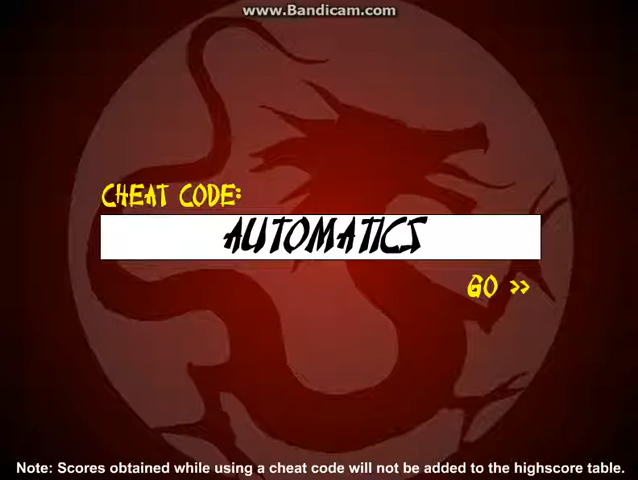 www.Bandicam.com
CHEAT CODE:
AUTOMATICS
GO >>
Note: Scores obtained while using a cheat code will not be added to the highscore table.